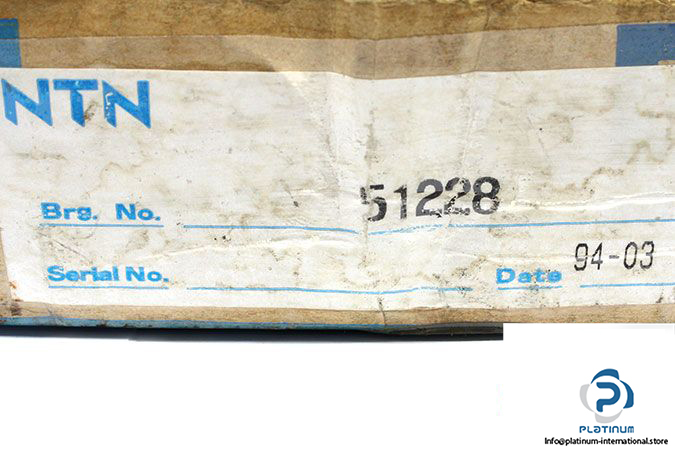 NTN
Brg. No. 51228
Serial No. Date 94-03
PLATINUM
Info@platinum-international.store